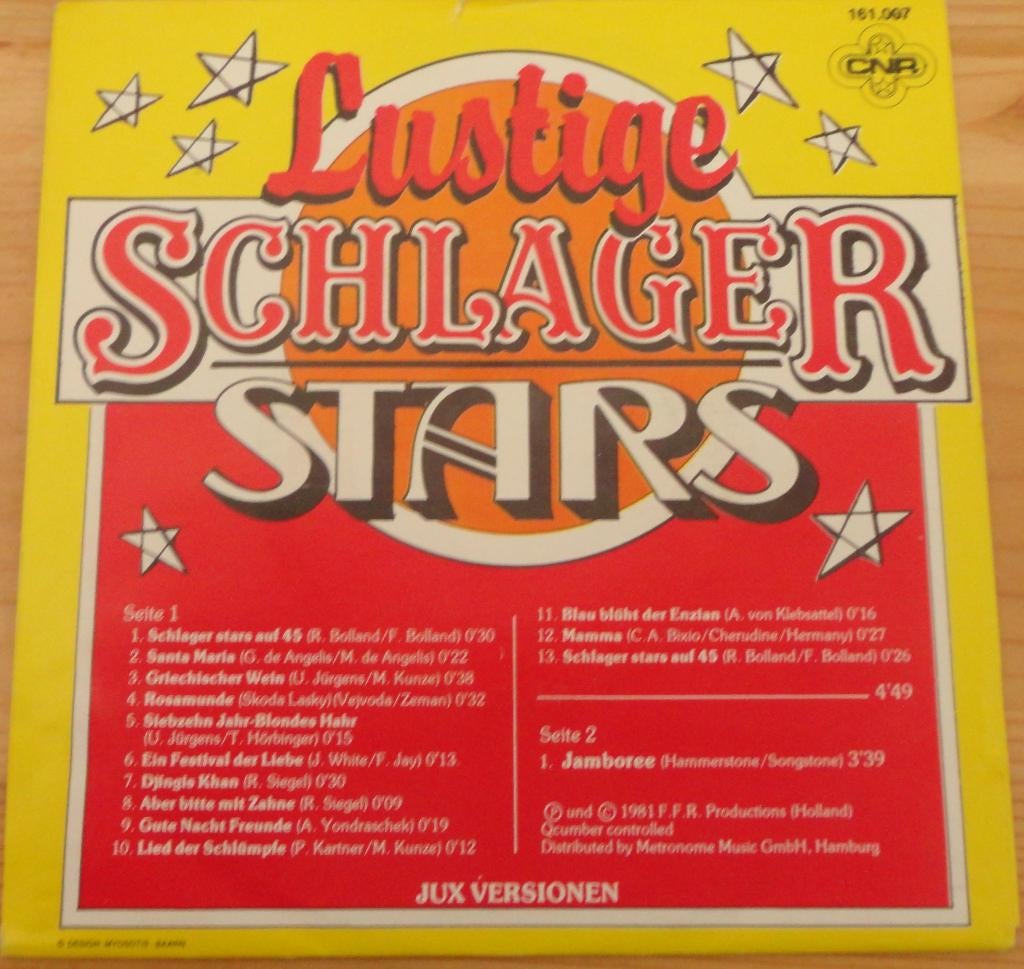 161.007
CNR
Lustige
SCHLAGER
STARS
Seite 1
1. Schlager stars auf 45 (R. Bolland/F. Bolland) 0'30
2. Santa Maria (G. de Angelis/M. de Angelis) 0'22
3. Griechischer Wein (U. Jürgens/M. Kunze) 0'38
4. Rosamunde (Skoda Lasky)(Vejvoda/Zeman) 0'32
5. Siebzehn Jahr-Blondes Hahr
(U. Jürgens/T. Hörbinger) 0'15
6. Ein Festival der Liebe (J. White/F. Jay) 0'13
7. Djingis Khan (R. Siegel) 0'30
8. Aber bitte mit Zahne (R. Siegel) 0'09
9. Gute Nacht Freunde (A. Yondraschek) 0'19
10. Lied der Schlümpfe (P. Kartner/M. Kunze) 0'12
11. Blau blüht der Enzian (A. von Klebsattel) 0'16
12. Mamma (C.A. Bixio/Cherudine/Hermany) 0'27
13. Schlager stars auf 45 (R. Bolland/F. Bolland) 0'26
4'49
Seite 2
1. Jamboree (Hammerstone/Songstone) 3'39
Ⓟ und © 1981 F.F.R. Productions (Holland)
Qcumber controlled
Distributed by Metronome Music GmbH, Hamburg
JUX VERSIONEN
© DESIGN: MYOSOTIS - BAARN